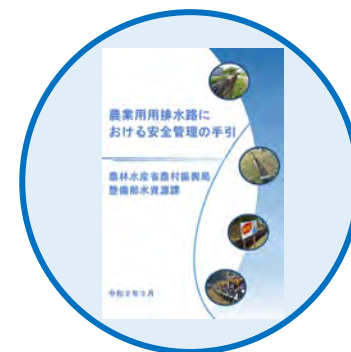 農業用用排水路に
おける安全管理の手引
農林水産省農村振興局
整備部水資源課
令和2年3月